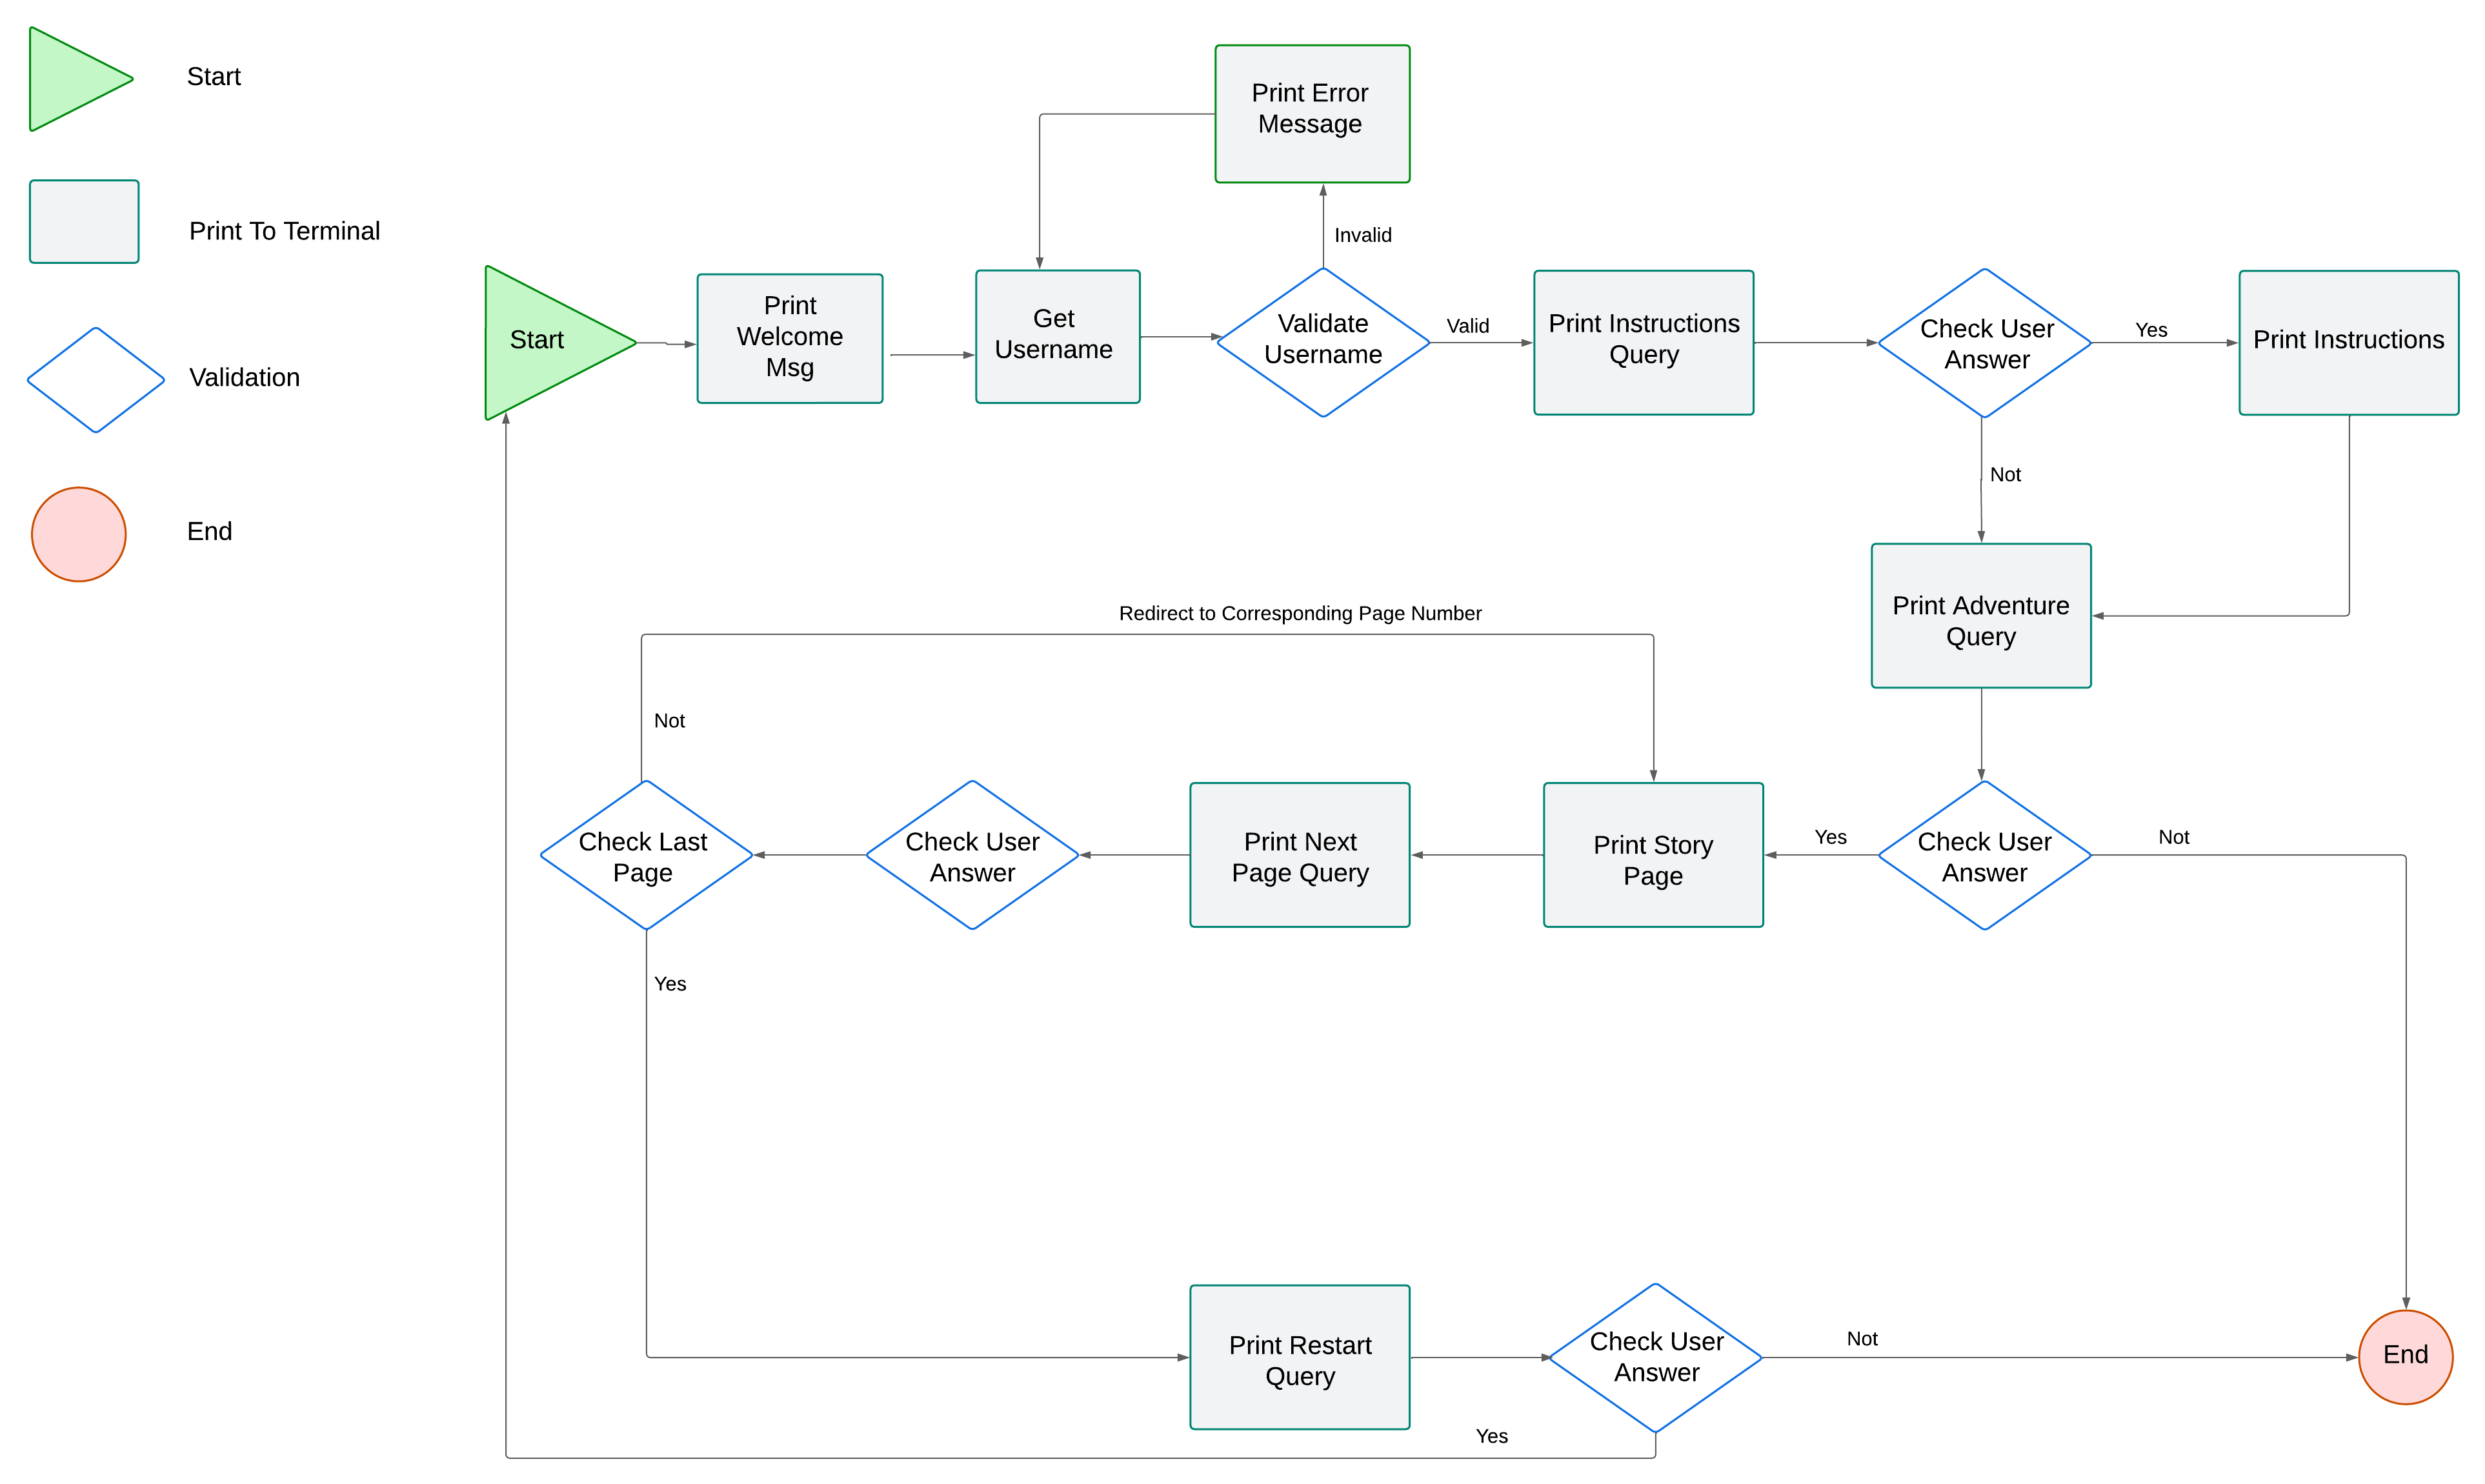 Start
Print To Terminal
Validation
End
Print Error
Message
Invalid
Start
Print
Welcome
Msg
Get
Username
Validate
Username
Valid
Print Instructions
Query
Check User
Answer
Yes
Print Instructions
Not
Print Adventure
Query
Redirect to Corresponding Page Number
Not
Check Last
Page
Check User
Answer
Print Next
Page Query
Print Story
Page
Yes
Check User
Answer
Not
Yes
Print Restart
Query
Check User
Answer
Not
End
Yes